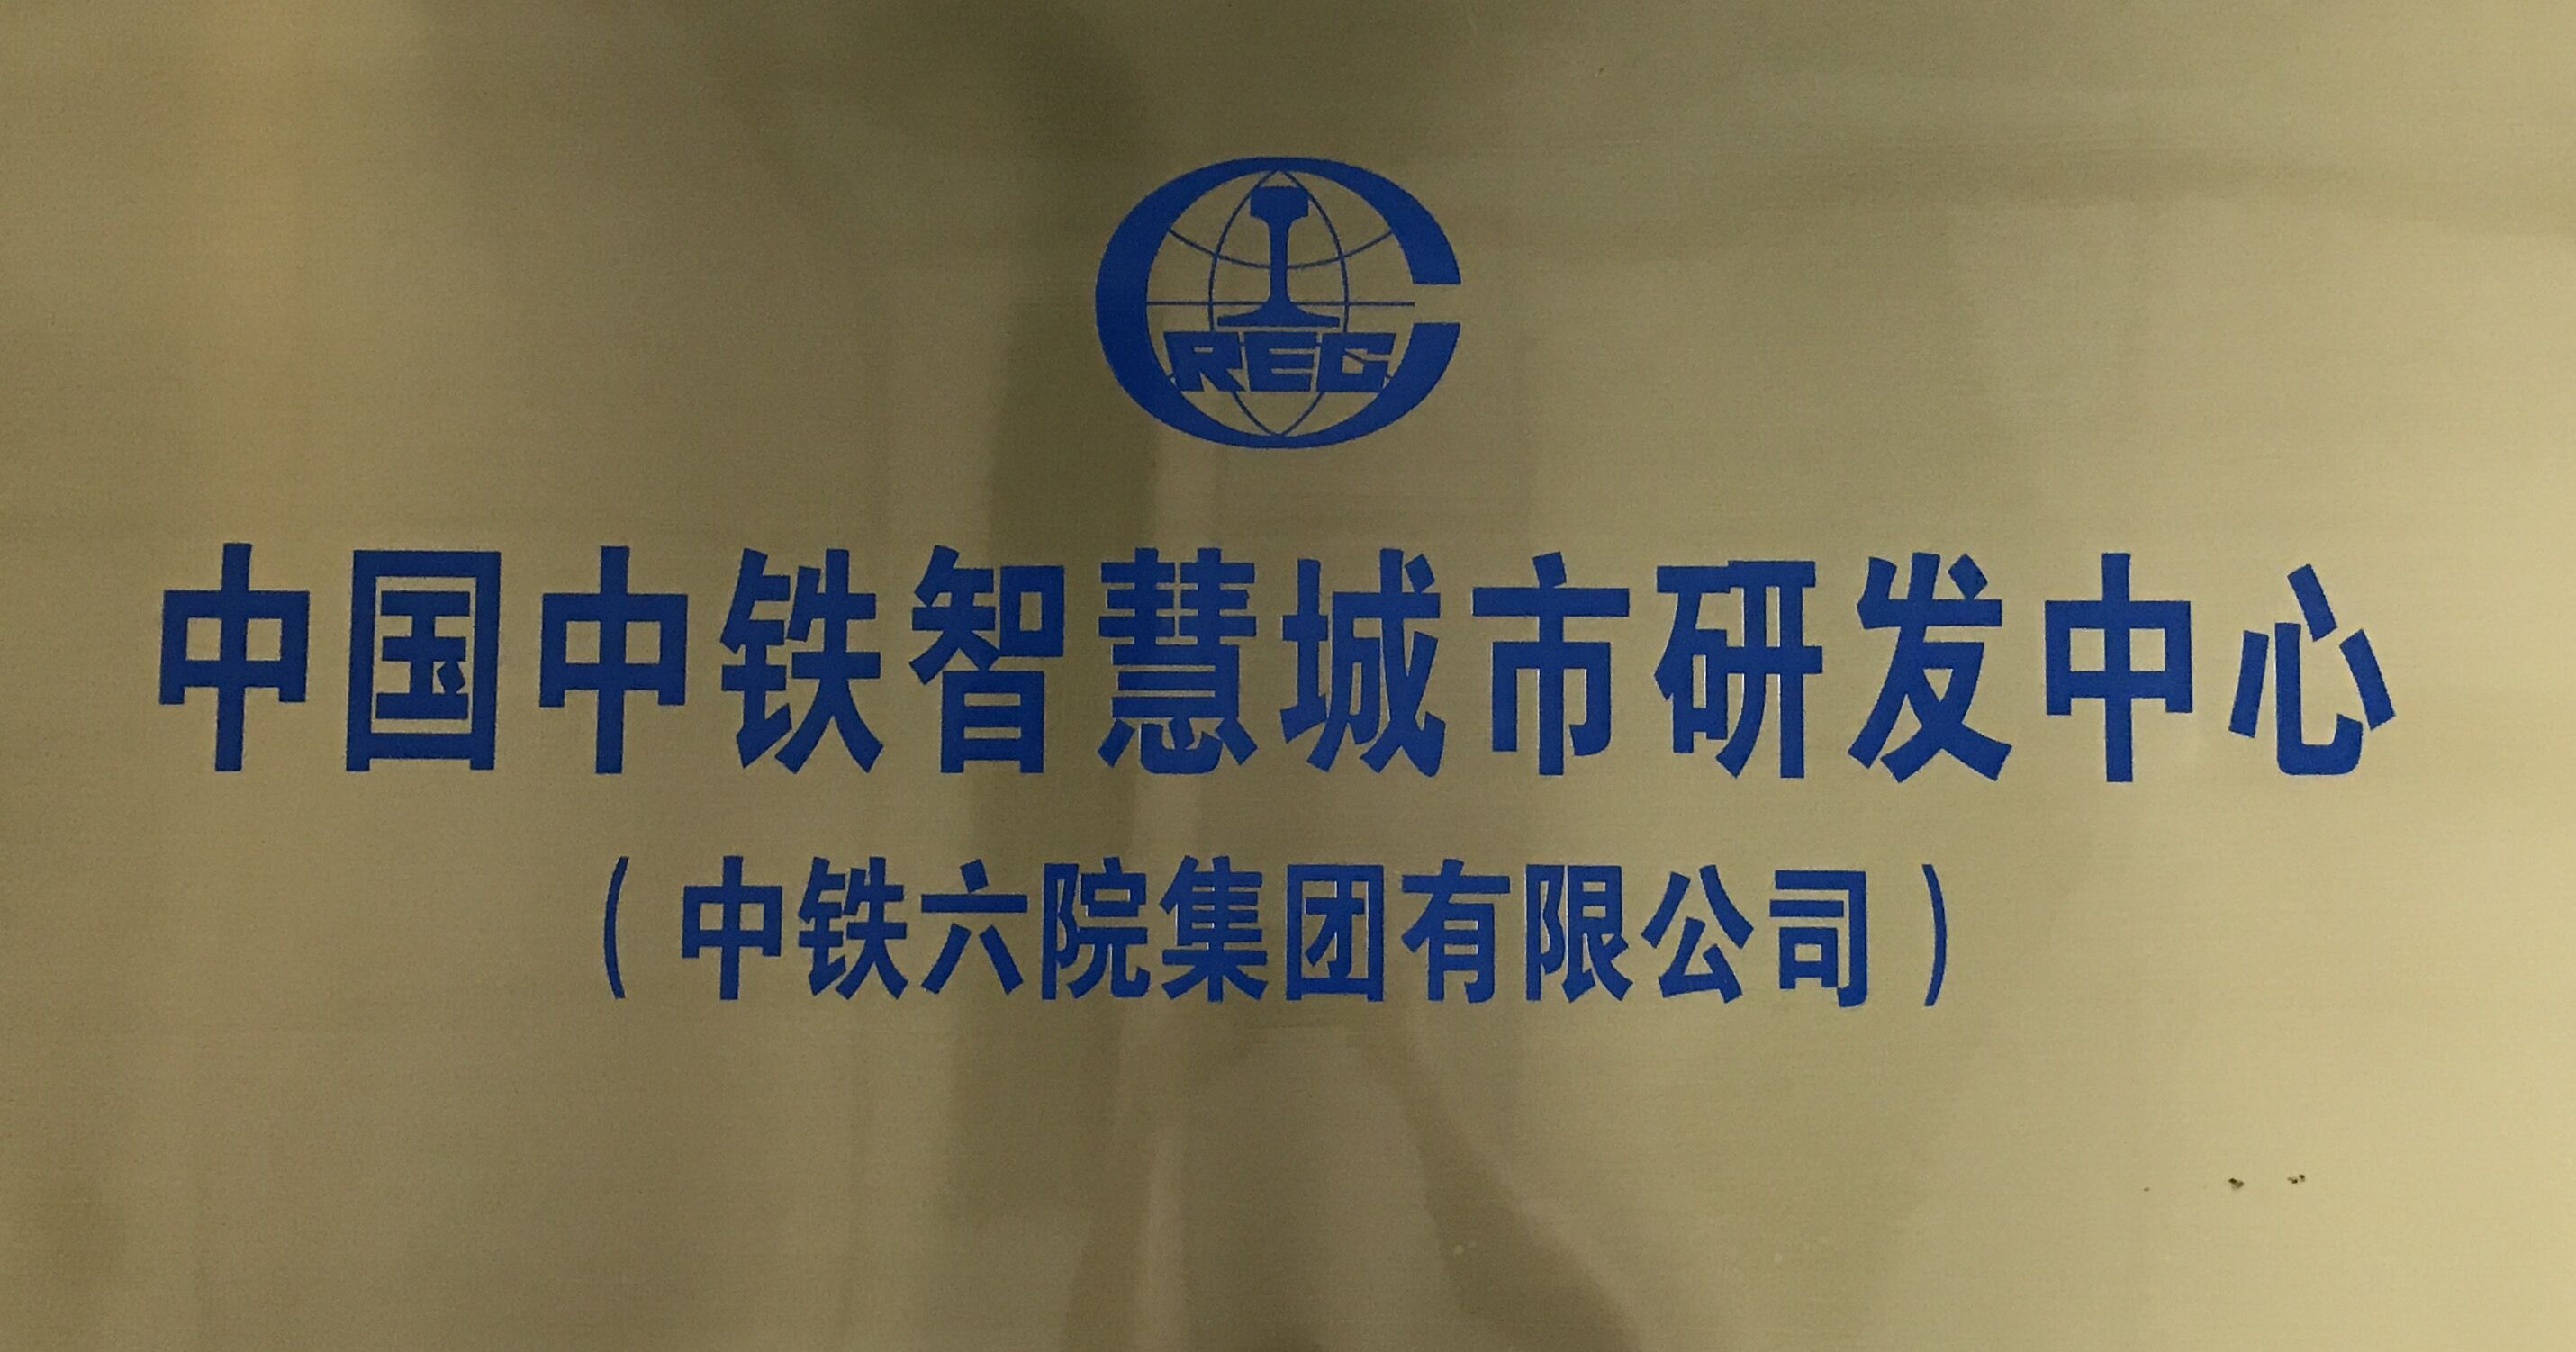 CREC
中国中铁智慧城市研发中心
（中铁六院集团有限公司）